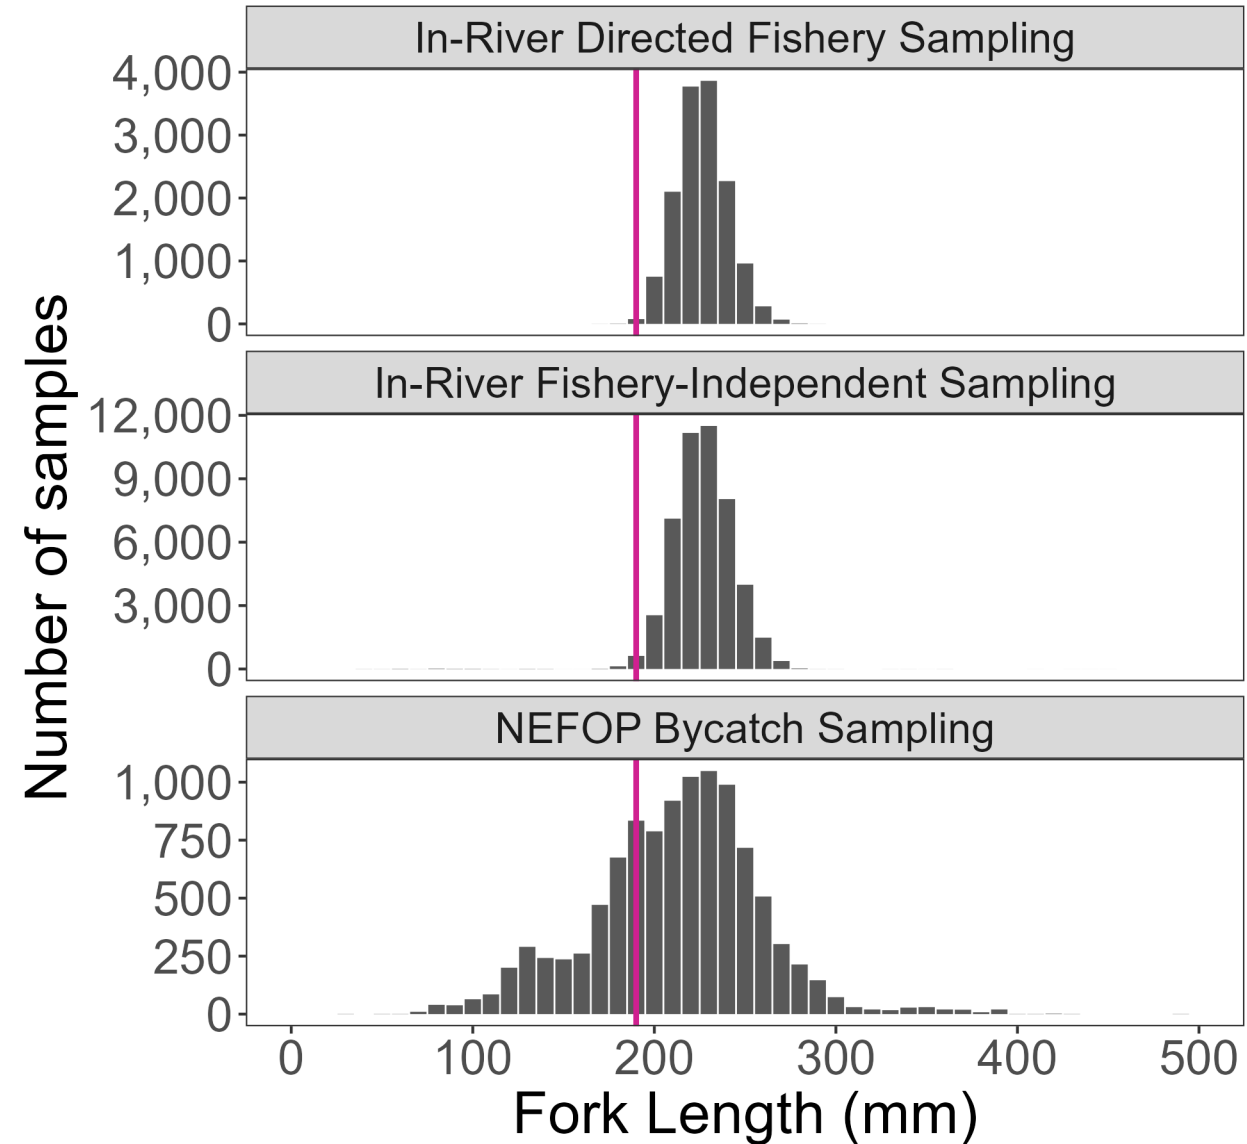 In-River Directed Fishery Sampling
4,000
3,000
2,000
1,000
0
In-River Fishery-Independent Sampling
12,000
9,000
6,000
3,000
0
NEFOP Bycatch Sampling
1,000
750
500
250
0
0 100 200 300 400 500
Fork Length (mm)
Number of samples